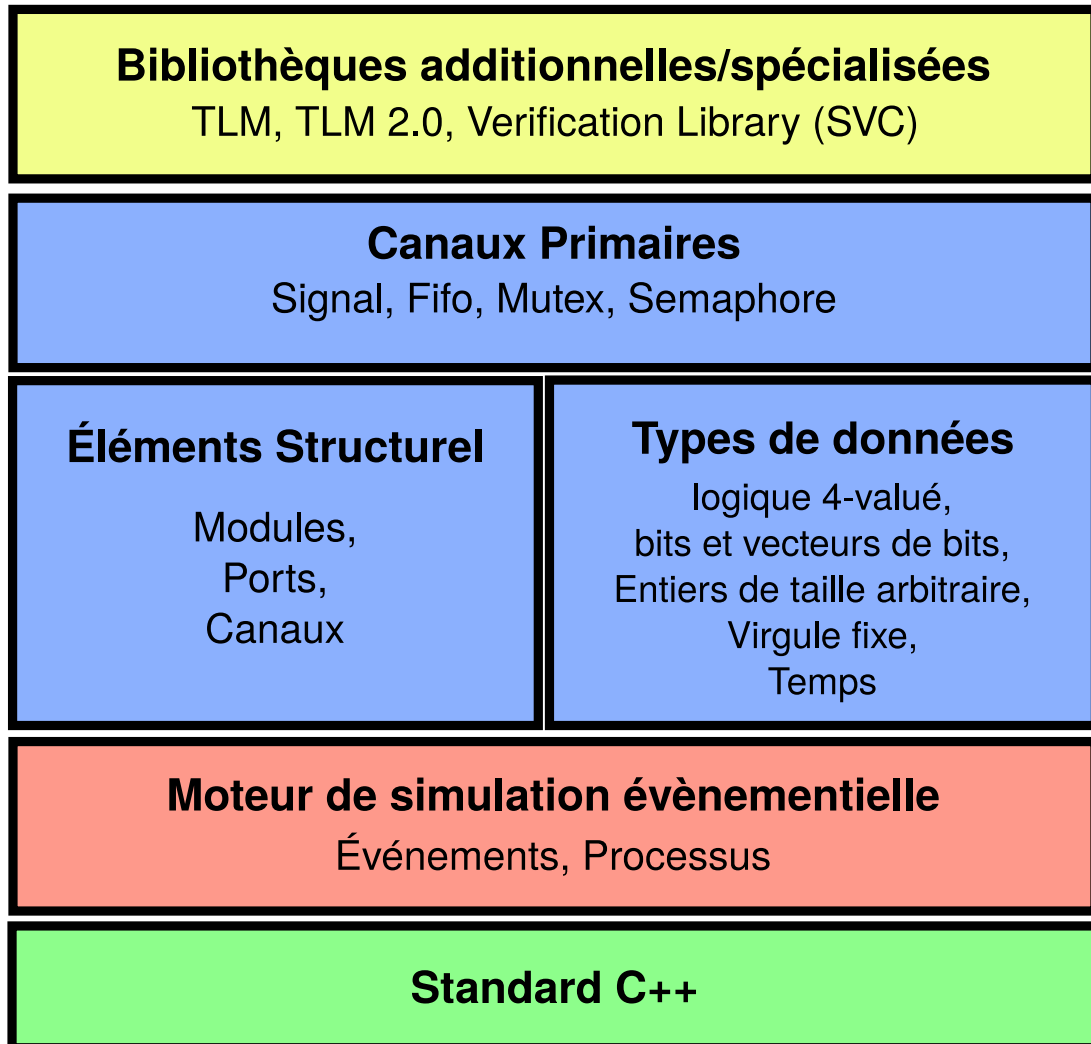 Bibliothèques additionnelles/spécialisées
TLM, TLM 2.0, Verification Library (SVC)
Canaux Primaires
Signal, Fifo, Mutex, Semaphore
Éléments Structurel
Modules,
Ports,
Canaux
Types de données
logique 4-valué,
bits et vecteurs de bits,
Entiers de taille arbitraire,
Virgule fixe,
Temps
Moteur de simulation évènementielle
Événements, Processus
Standard C++